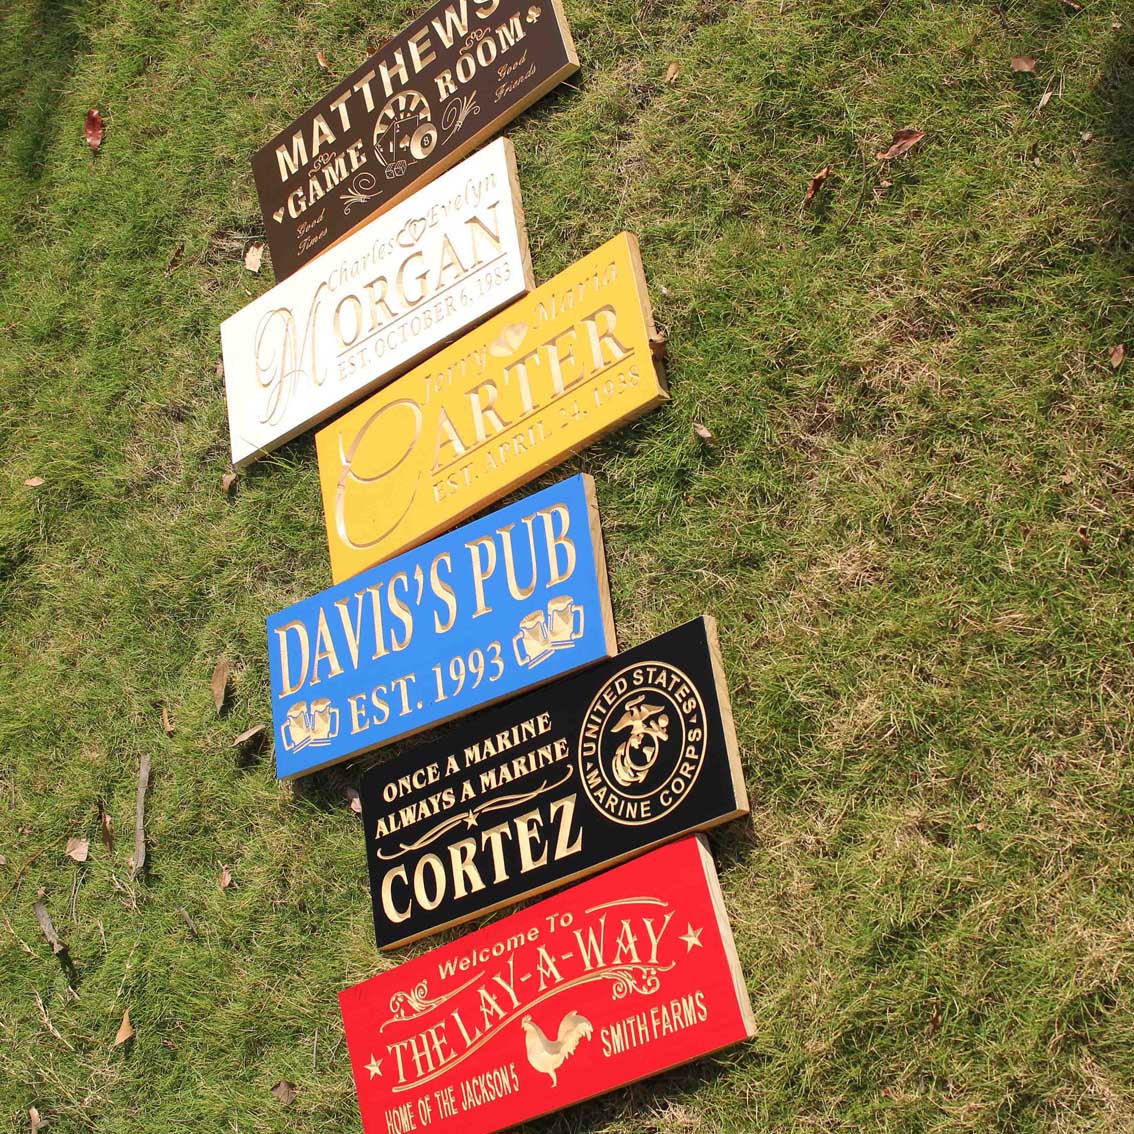 MATTHEWS
GAME ROOM
Good Times
Good Friends
8
Charles Evelyn
MORGAN
EST. OCTOBER 6, 1983
Jerry Maria
CARTER
EST. APRIL 24, 1938
DAVIS'S PUB
EST. 1993
ONCE A MARINE
ALWAYS A MARINE
CORTEZ
UNITED STATES
MARINE CORPS
Welcome To
THE LAY-A-WAY
HOME OF THE JACKSON 5
SMITH FARMS